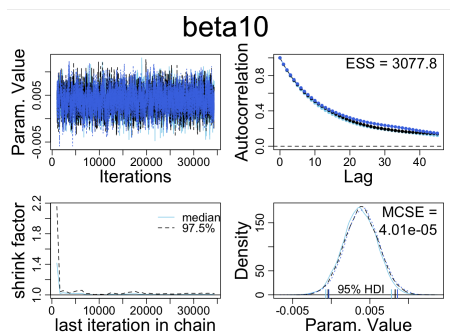 beta10
Param. Value
-0.005 0.005
0 10000 20000 30000
Iterations
Autocorrelation
0.0 0.4 0.8
ESS = 3077.8
0 10 20 30 40
Lag
shrink factor
1.0 1.4 1.8 2.2
median
97.5%
0 10000 20000 30000
last iteration in chain
Density
0 50 150
MCSE =
4.01e-05
95% HDI
-0.005 0.005
Param. Value